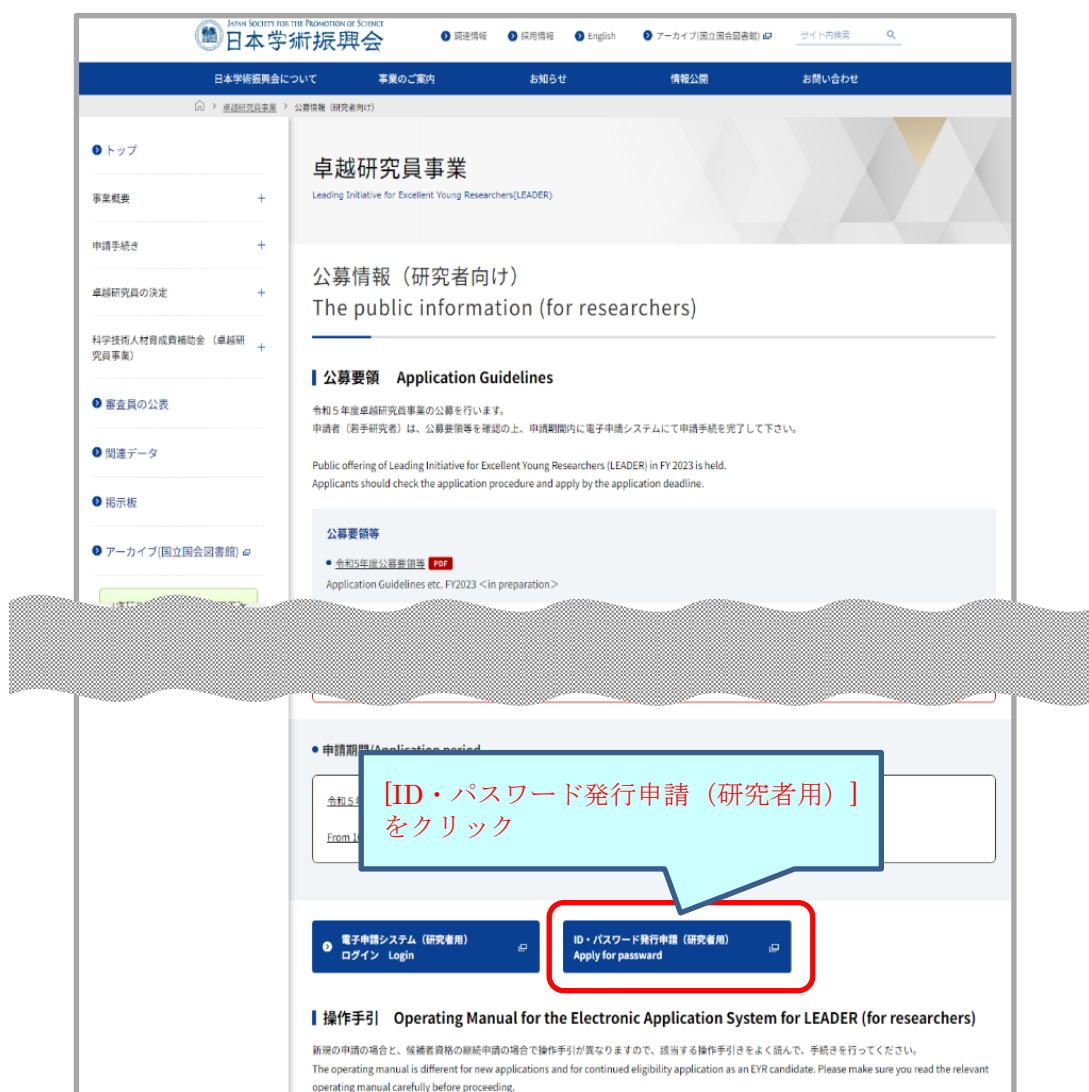 JAPAN SOCIETY FOR THE PROMOTION OF SCIENCE
日本学術振興会
調達情報 採用情報 English アーカイブ(国立国会図書館) サイト内検索
日本学術振興会について 事業のご案内 お知らせ 情報公開 お問い合わせ
卓越研究員事業 > 公募情報（研究者向け）
トップ
事業概要 +
申請手続き +
卓越研究員の決定 +
科学技術人材育成費補助金 （卓越研
究員事業） +
審査員の公表
関連データ
掲示板
アーカイブ(国立国会図書館)
卓越研究員事業
Leading Initiative for Excellent Young Researchers(LEADER)
公募情報（研究者向け）
The public information (for researchers)
公募要領 Application Guidelines
令和５年度卓越研究員事業の公募を行います。
申請者（若手研究者）は、公募要領等を確認の上、申請期間内に電子申請システムにて申請手続を完了して下さい。
Public offering of Leading Initiative for Excellent Young Researchers (LEADER) in FY 2023 is held.
Applicants should check the application procedure and apply by the application deadline.
公募要領等
令和5年度公募要領等 PDF
Application Guidelines etc. FY2023 ＜in preparation＞
申請期間/Application period
令和５
From 1
[ID・パスワード発行申請（研究者用）]
をクリック
電子申請システム（研究者用）
ログイン Login
ID・パスワード発行申請（研究者用）
Apply for passward
操作手引 Operating Manual for the Electronic Application System for LEADER (for researchers)
新規の申請の場合と、候補者資格の継続申請の場合で操作手引が異なりますので、該当する操作手引きをよく読んで、手続きを行ってください。
The operating manual is different for new applications and for continued eligibility application as an EYR candidate. Please make sure you read the relevant
operating manual carefully before proceeding.